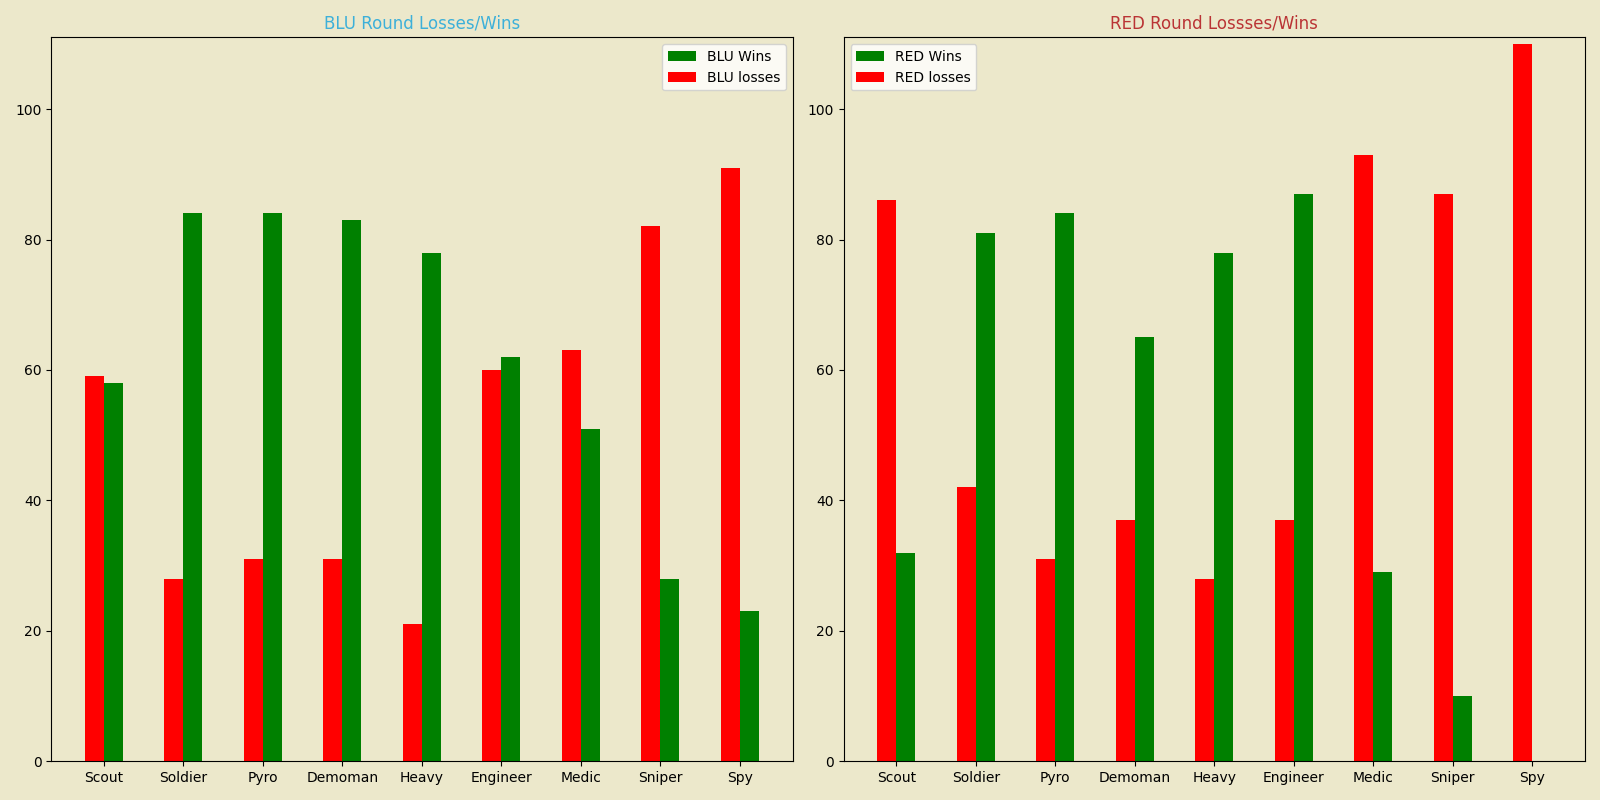 BLU Round Losses/Wins
BLU Wins
BLU losses
100
80
60
40
20
0
Scout Soldier Pyro Demoman Heavy Engineer Medic Sniper Spy
RED Round Lossses/Wins
RED Wins
RED losses
100
80
60
40
20
0
Scout Soldier Pyro Demoman Heavy Engineer Medic Sniper Spy